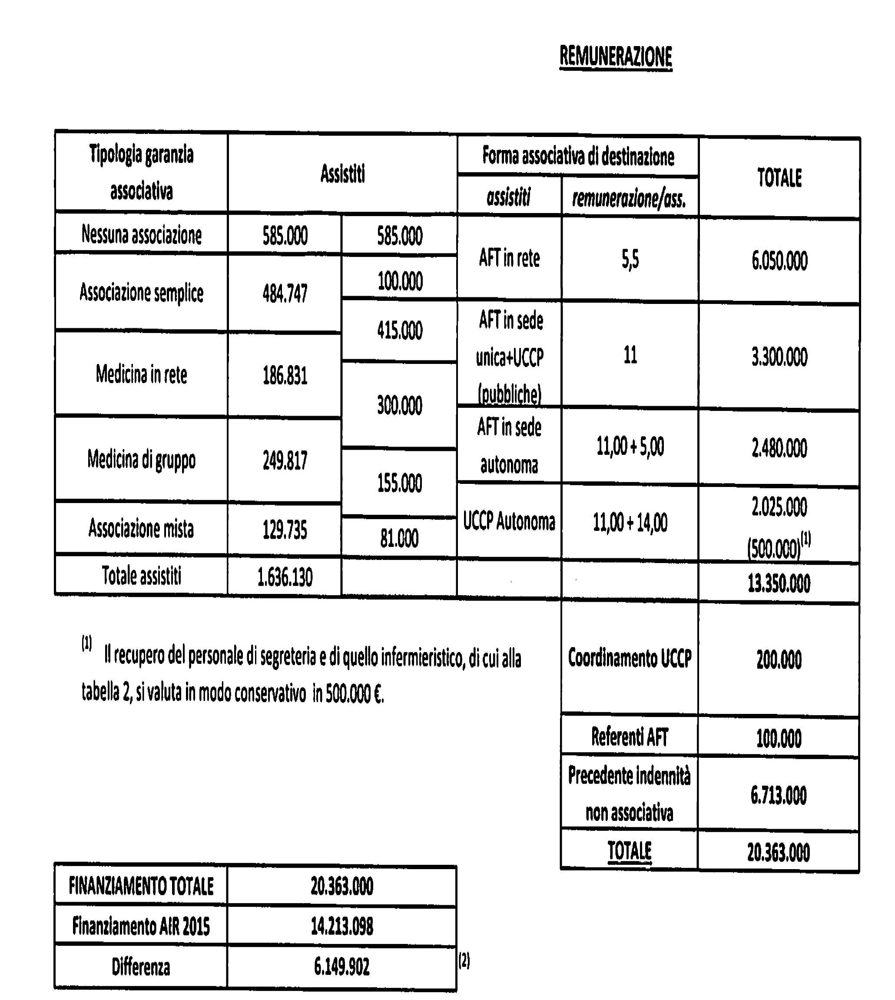 REMUNERAZIONE
Tipologia garanzia
associativa
Assistiti
Forma associativa di destinazione
TOTALE
assistiti
remunerazione/ass.
Nessuna associazione
585.000
585.000
AFT in rete
5,5
6.050.000
Associazione semplice
484.747
100.000
415.000
AFT in sede
unica+UCCP
(pubbliche)
11
3.300.000
Medicina in rete
186.831
300.000
AFT in sede
autonoma
11,00 + 5,00
2.480.000
Medicina di gruppo
249.817
155.000
UCCP Autonoma
11,00 + 14,00
2.025.000
(500.000)(1)
Associazione mista
129.735
81.000
Totale assistiti
1.636.130
13.350.000
(1) Il recupero del personale di segreteria e di quello infermieristico, di cui alla
tabella 2, si valuta in modo conservativo in 500.000 €.
Coordinamento UCCP
200.000
Referenti AFT
100.000
Precedente indennità
non associativa
6.713.000
TOTALE
20.363.000
FINANZIAMENTO TOTALE
20.363.000
Finanziamento AIR 2015
14.213.098
Differenza
6.149.902
(2)